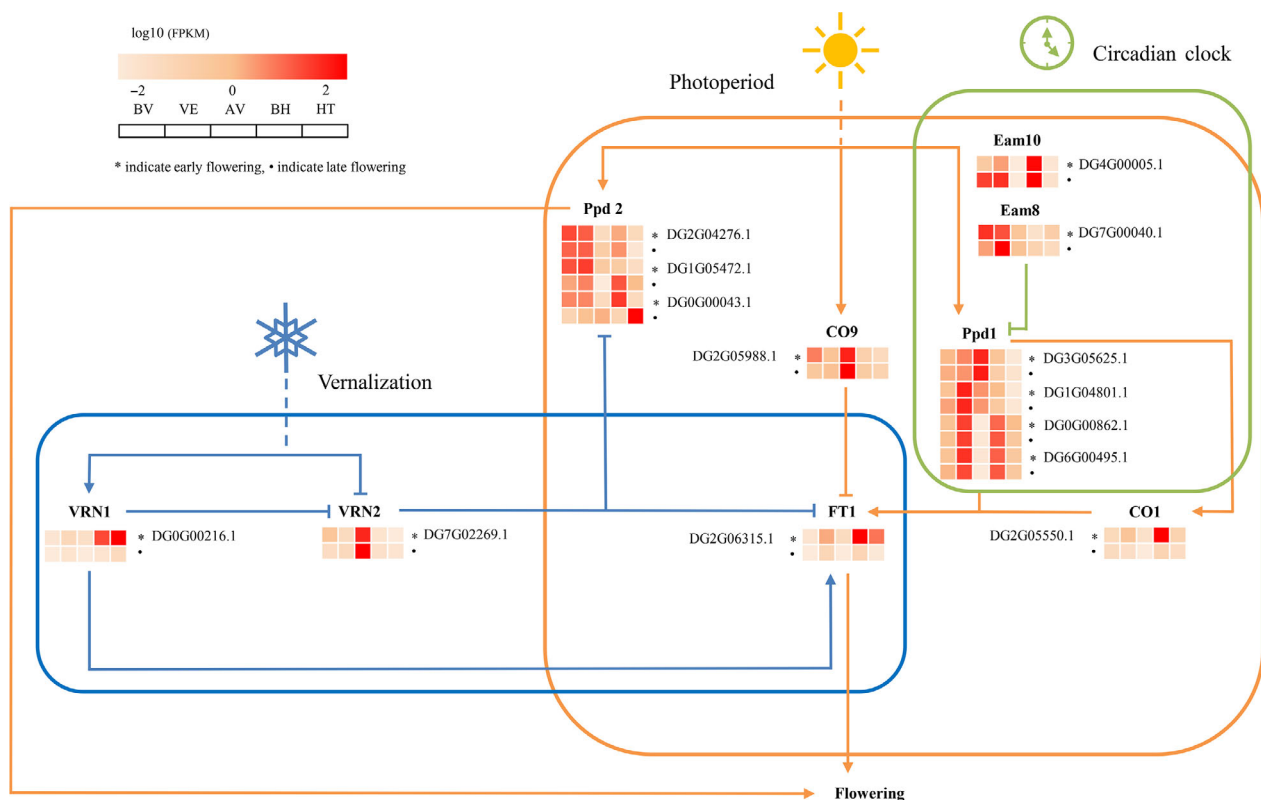 log10 (FPKM)
−2 0 2
BV VE AV BH HT
* indicate early flowering, • indicate late flowering
Photoperiod
Circadian clock
Eam10
* DG4G00005.1
•
Eam8
* DG7G00040.1
•
Ppd 2
* DG2G04276.1
•
* DG1G05472.1
•
* DG0G00043.1
•
CO9
DG2G05988.1 *
•
Ppd1
* DG3G05625.1
•
* DG1G04801.1
•
* DG0G00862.1
•
* DG6G00495.1
•
Vernalization
VRN1
* DG0G00216.1
•
VRN2
* DG7G02269.1
•
FT1
DG2G06315.1 *
•
CO1
DG2G05550.1 *
•
Flowering